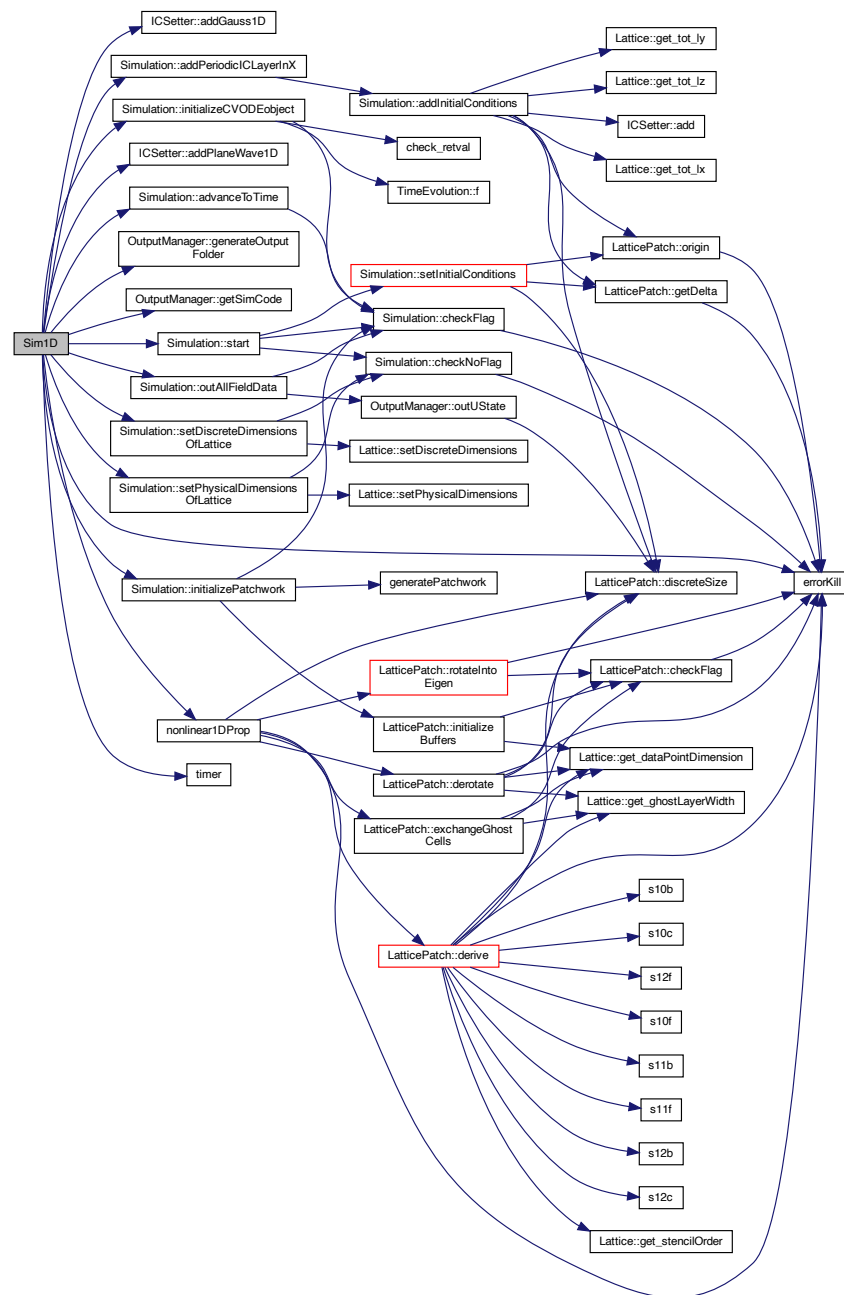 ICSetter::addGauss1D
Simulation::addPeriodicICLayerInX
Simulation::initializeCVODEobject
ICSetter::addPlaneWave1D
Simulation::advanceToTime
OutputManager::generateOutput
Folder
OutputManager::getSimCode
Sim1D
Simulation::start
Simulation::outAllFieldData
Simulation::setDiscreteDimensions
OfLattice
Simulation::setPhysicalDimensions
OfLattice
Simulation::initializePatchwork
nonlinear1DProp
timer
Simulation::addInitialConditions
check_retval
TimeEvolution::f
Simulation::setInitialConditions
Simulation::checkFlag
Simulation::checkNoFlag
OutputManager::outUState
Lattice::setDiscreteDimensions
Lattice::setPhysicalDimensions
generatePatchwork
LatticePatch::rotateInto
Eigen
LatticePatch::initialize
Buffers
LatticePatch::derotate
LatticePatch::exchangeGhost
Cells
LatticePatch::derive
Lattice::get_tot_ly
Lattice::get_tot_lz
ICSetter::add
Lattice::get_tot_lx
LatticePatch::origin
LatticePatch::getDelta
LatticePatch::discreteSize
errorKill
LatticePatch::checkFlag
Lattice::get_dataPointDimension
Lattice::get_ghostLayerWidth
s10b
s10c
s12f
s10f
s11b
s11f
s12b
s12c
Lattice::get_stencilOrder